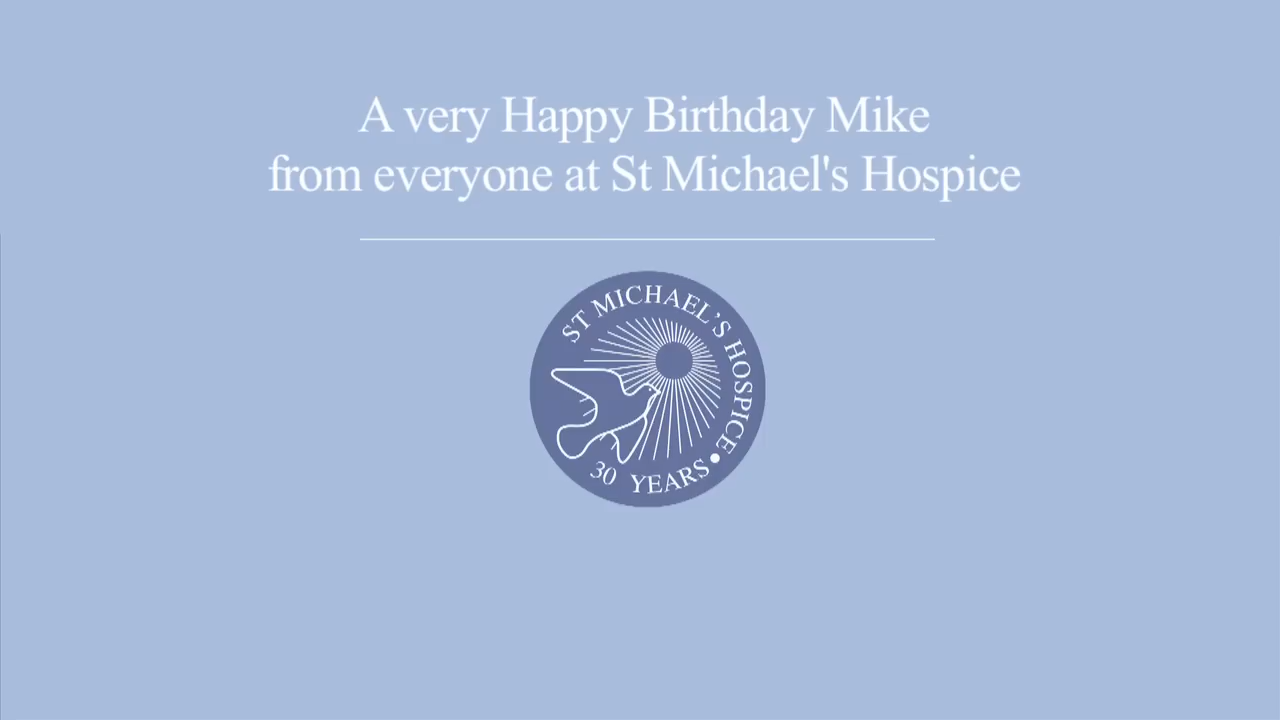 A very Happy Birthday Mike
from everyone at St Michael's Hospice
ST MICHAEL'S HOSPICE •
30 YEARS